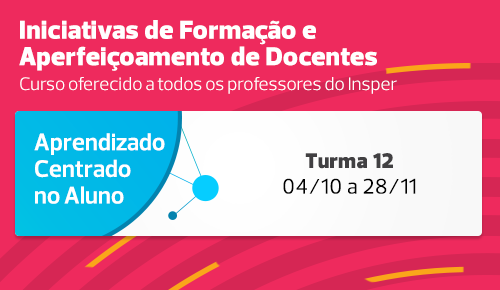 Iniciativas de Formação e
Aperfeiçoamento de Docentes
Curso oferecido a todos os professores do Insper
Aprendizado
Centrado
no Aluno
Turma 12
04/10 a 28/11